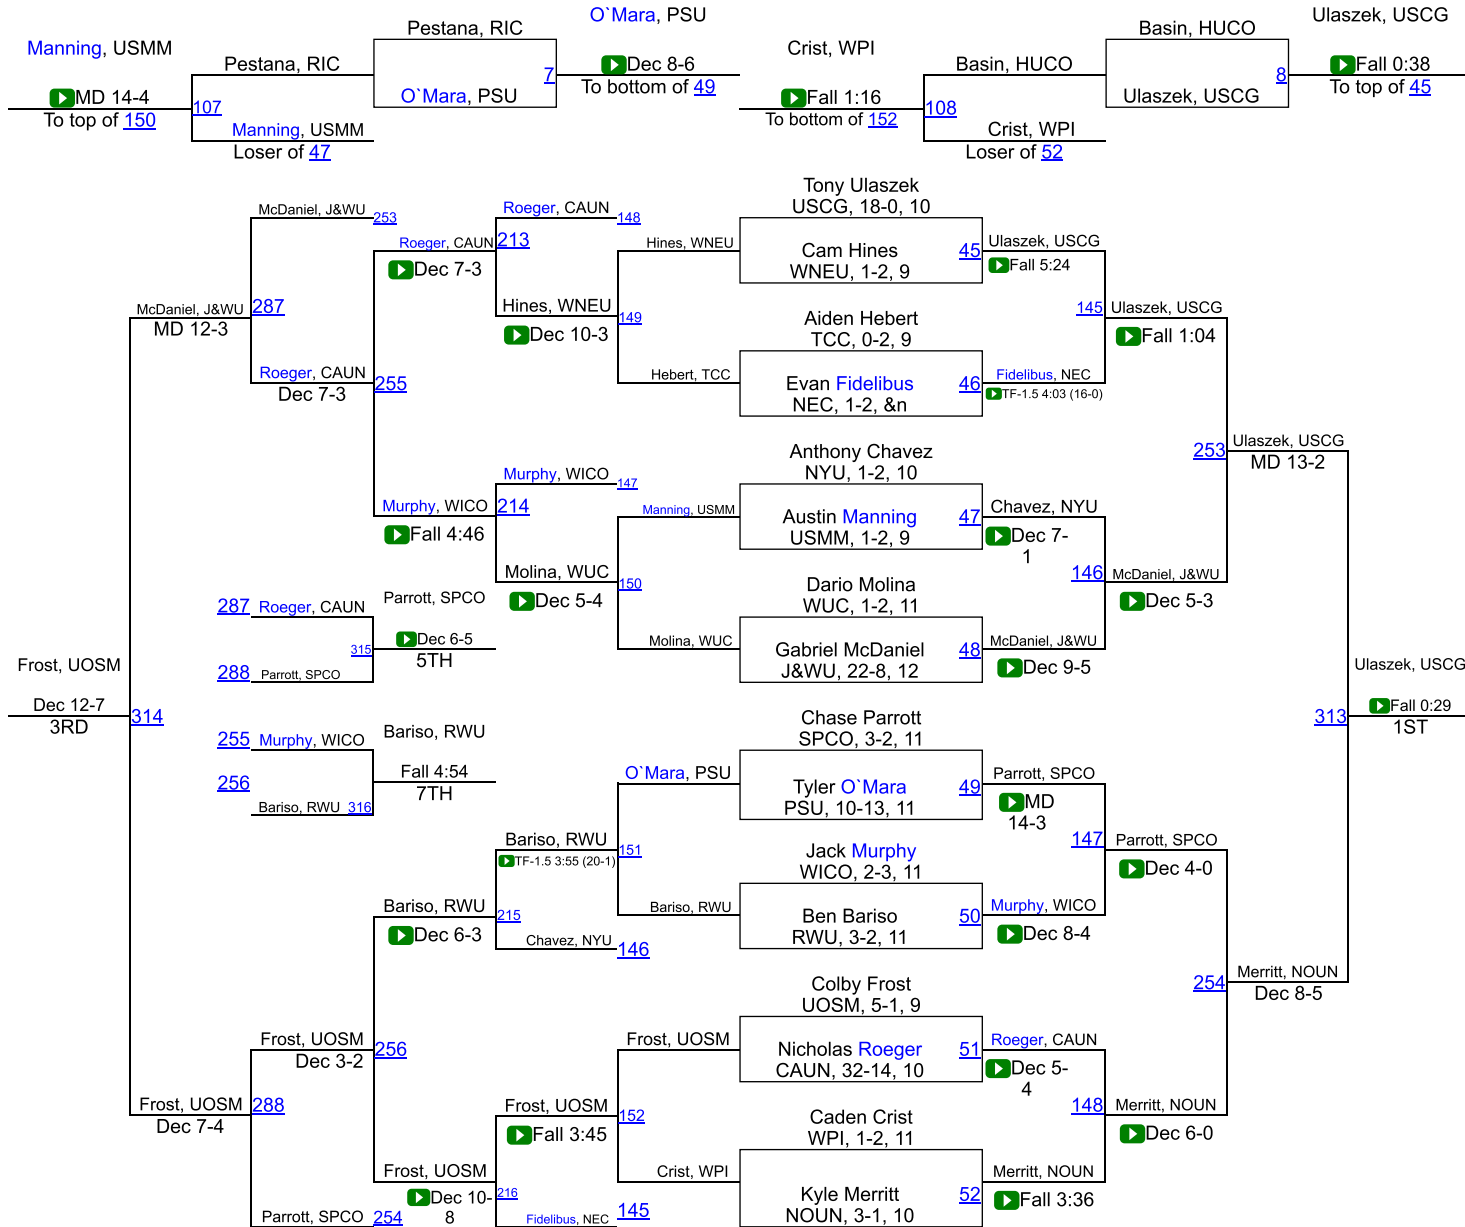 Manning, USMM
MD 14-4
To top of 150
107
Pestana, RIC
Manning, USMM
Loser of 47
Pestana, RIC
O`Mara, PSU
7
O`Mara, PSU
Dec 8-6
To bottom of 49
Crist, WPI
Fall 1:16
To bottom of 152
108
Basin, HUCO
Crist, WPI
Loser of 52
Basin, HUCO
Ulaszek, USCG
8
Ulaszek, USCG
Fall 0:38
To top of 45
Tony Ulaszek
USCG, 18-0, 10
Cam Hines
WNEU, 1-2, 9
45
Ulaszek, USCG
Fall 5:24
Aiden Hebert
TCC, 0-2, 9
Evan Fidelibus
NEC, 1-2, &n
46
Fidelibus, NEC
TF-1.5 4:03 (16-0)
145
Ulaszek, USCG
Fall 1:04
Anthony Chavez
NYU, 1-2, 10
Austin Manning
USMM, 1-2, 9
47
Chavez, NYU
Dec 7-
1
Dario Molina
WUC, 1-2, 11
Gabriel McDaniel
J&WU, 22-8, 12
48
McDaniel, J&WU
Dec 9-5
146
McDaniel, J&WU
Dec 5-3
253
Ulaszek, USCG
MD 13-2
Chase Parrott
SPCO, 3-2, 11
Tyler O`Mara
PSU, 10-13, 11
49
Parrott, SPCO
MD
14-3
Jack Murphy
WICO, 2-3, 11
Ben Bariso
RWU, 3-2, 11
50
Murphy, WICO
Dec 8-4
147
Parrott, SPCO
Dec 4-0
Colby Frost
UOSM, 5-1, 9
Nicholas Roeger
CAUN, 32-14, 10
51
Roeger, CAUN
Dec 5-
4
Caden Crist
WPI, 1-2, 11
Kyle Merritt
NOUN, 3-1, 10
52
Merritt, NOUN
Fall 3:36
148
Merritt, NOUN
Dec 6-0
254
Merritt, NOUN
Dec 8-5
313
Ulaszek, USCG
Fall 0:29
1ST
Hines, WNEU
Hebert, TCC
149
Roeger, CAUN
148
Hines, WNEU
Dec 10-3
213
Roeger, CAUN
Dec 7-3
Manning, USMM
Molina, WUC
150
Murphy, WICO
147
Molina, WUC
Dec 5-4
214
Murphy, WICO
Fall 4:46
McDaniel, J&WU
253
255
Roeger, CAUN
Dec 7-3
287
McDaniel, J&WU
MD 12-3
287
Roeger, CAUN
288
Parrott, SPCO
315
Parrott, SPCO
Dec 6-5
5TH
Frost, UOSM
Dec 12-7
3RD
314
255
Murphy, WICO
256
Bariso, RWU
316
Bariso, RWU
Fall 4:54
7TH
O`Mara, PSU
Bariso, RWU
151
Bariso, RWU
TF-1.5 3:55 (20-1)
Chavez, NYU
146
215
Bariso, RWU
Dec 6-3
Frost, UOSM
Crist, WPI
152
Frost, UOSM
Fall 3:45
Fidelibus, NEC
145
216
Frost, UOSM
Dec 10-
8
256
Frost, UOSM
Dec 3-2
Parrott, SPCO
254
288
Frost, UOSM
Dec 7-4